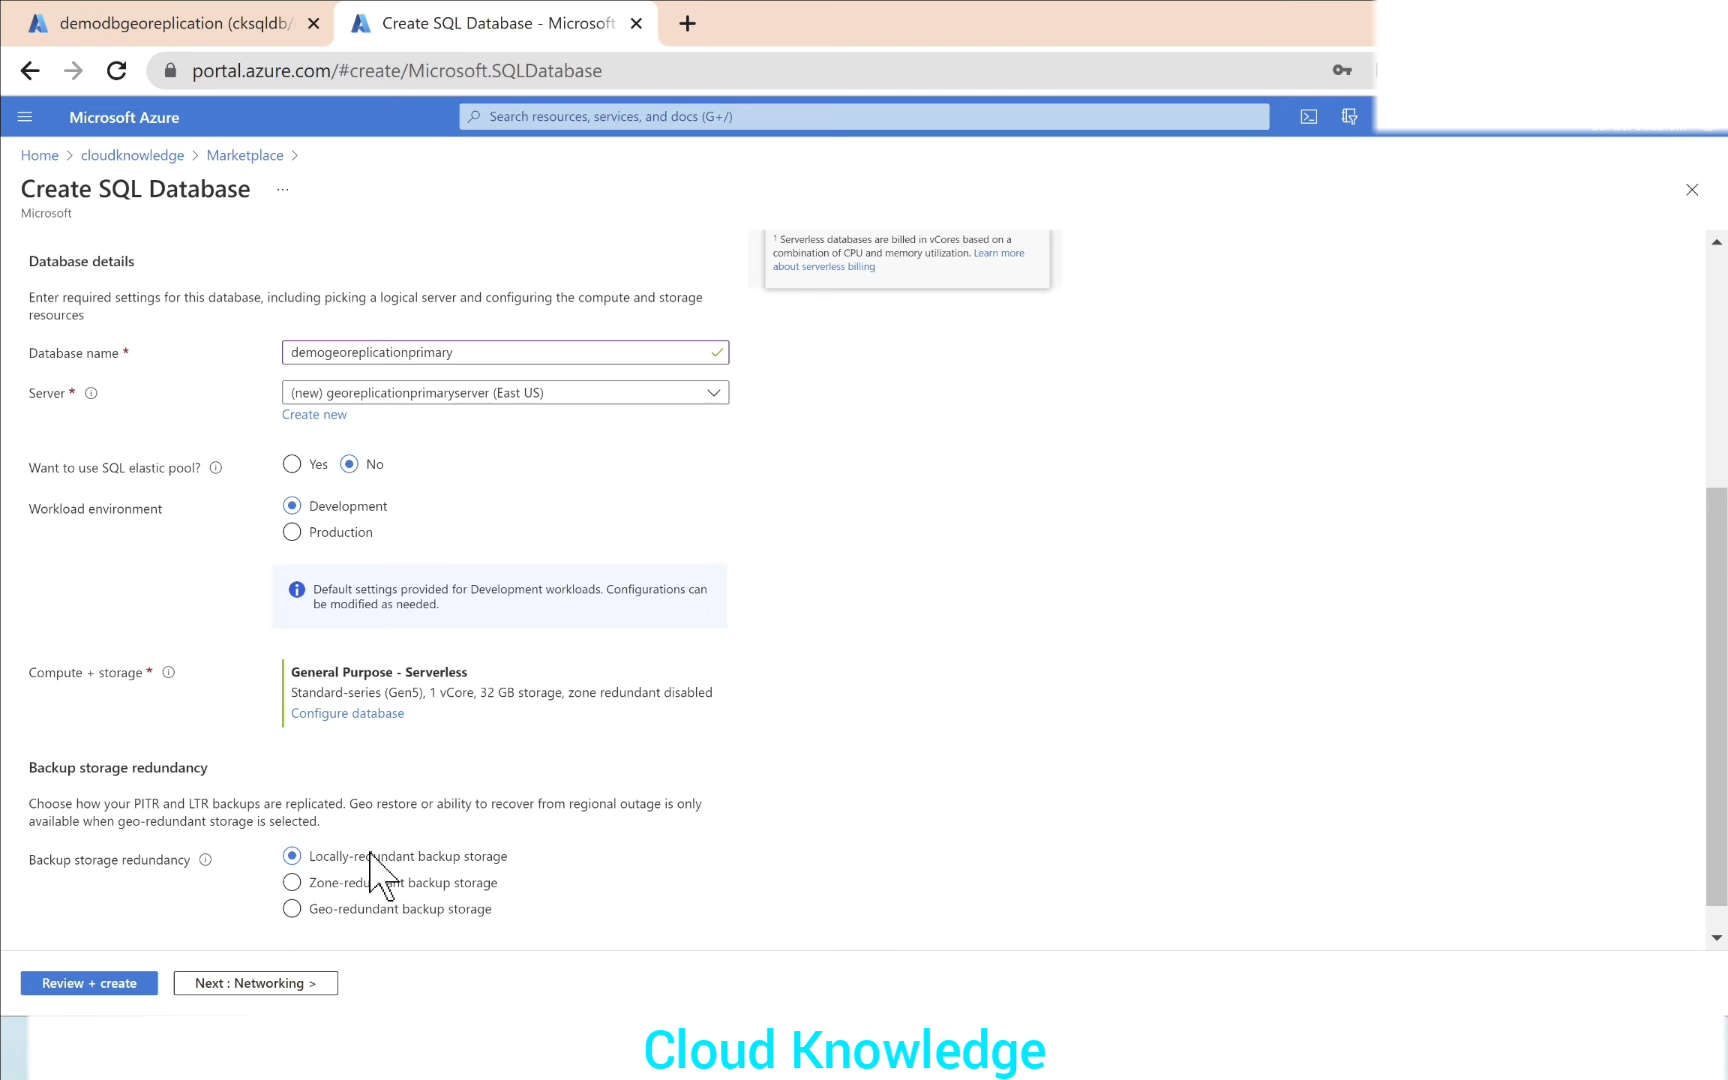 demodbgeoreplication (cksqldb/
Create SQL Database - Microsoft
portal.azure.com/#create/Microsoft.SQLDatabase
Microsoft Azure
Search resources, services, and docs (G+/)
Home > cloudknowledge > Marketplace >
Create SQL Database ...
Microsoft
1 Serverless databases are billed in vCores based on a
combination of CPU and memory utilization. Learn more
about serverless billing
Database details
Enter required settings for this database, including picking a logical server and configuring the compute and storage
resources
Database name *
demogeoreplicationprimary
Server *
(new) georeplicationprimaryserver (East US)
Create new
Want to use SQL elastic pool?
Yes No
Workload environment
Development
Production
Default settings provided for Development workloads. Configurations can
be modified as needed.
Compute + storage *
General Purpose - Serverless
Standard-series (Gen5), 1 vCore, 32 GB storage, zone redundant disabled
Configure database
Backup storage redundancy
Choose how your PITR and LTR backups are replicated. Geo restore or ability to recover from regional outage is only
available when geo-redundant storage is selected.
Backup storage redundancy
Locally-redundant backup storage
Zone-redundant backup storage
Geo-redundant backup storage
Review + create
Next : Networking >
Cloud Knowledge